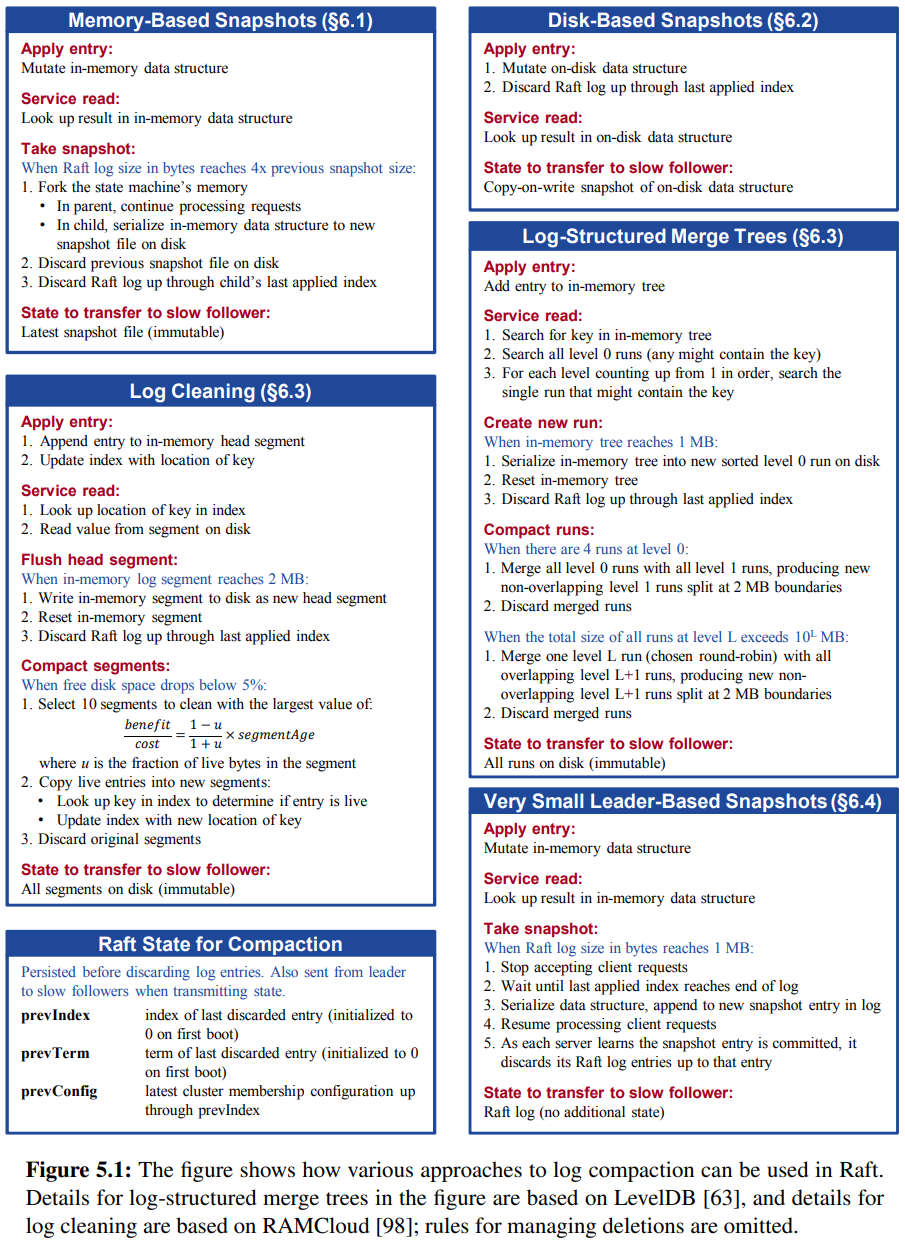 Memory-Based Snapshots (§6.1)
Apply entry:
Mutate in-memory data structure
Service read:
Look up result in in-memory data structure
Take snapshot:
When Raft log size in bytes reaches 4x previous snapshot size:
1. Fork the state machine's memory
• In parent, continue processing requests
• In child, serialize in-memory data structure to new
snapshot file on disk
2. Discard previous snapshot file on disk
3. Discard Raft log up through child's last applied index
State to transfer to slow follower:
Latest snapshot file (immutable)
Log Cleaning (§6.3)
Apply entry:
1. Append entry to in-memory head segment
2. Update index with location of key
Service read:
1. Look up location of key in index
2. Read value from segment on disk
Flush head segment:
When in-memory log segment reaches 2 MB:
1. Write in-memory segment to disk as new head segment
2. Reset in-memory segment
3. Discard Raft log up through last applied index
Compact segments:
When free disk space drops below 5%:
1. Select 10 segments to clean with the largest value of:
benefit/cost = (1 − u)/(1 + u) × segmentAge
where u is the fraction of live bytes in the segment
2. Copy live entries into new segments:
• Look up key in index to determine if entry is live
• Update index with new location of key
3. Discard original segments
State to transfer to slow follower:
All segments on disk (immutable)
Raft State for Compaction
Persisted before discarding log entries. Also sent from leader
to slow followers when transmitting state.
prevIndex index of last discarded entry (initialized to
0 on first boot)
prevTerm term of last discarded entry (initialized to 0
on first boot)
prevConfig latest cluster membership configuration up
through prevIndex
Disk-Based Snapshots (§6.2)
Apply entry:
1. Mutate on-disk data structure
2. Discard Raft log up through last applied index
Service read:
Look up result in on-disk data structure
State to transfer to slow follower:
Copy-on-write snapshot of on-disk data structure
Log-Structured Merge Trees (§6.3)
Apply entry:
Add entry to in-memory tree
Service read:
1. Search for key in in-memory tree
2. Search all level 0 runs (any might contain the key)
3. For each level counting up from 1 in order, search the
single run that might contain the key
Create new run:
When in-memory tree reaches 1 MB:
1. Serialize in-memory tree into new sorted level 0 run on disk
2. Reset in-memory tree
3. Discard Raft log up through last applied index
Compact runs:
When there are 4 runs at level 0:
1. Merge all level 0 runs with all level 1 runs, producing new
non-overlapping level 1 runs split at 2 MB boundaries
2. Discard merged runs
When the total size of all runs at level L exceeds 10ᴸ MB:
1. Merge one level L run (chosen round-robin) with all
overlapping level L+1 runs, producing new non-
overlapping level L+1 runs split at 2 MB boundaries
2. Discard merged runs
State to transfer to slow follower:
All runs on disk (immutable)
Very Small Leader-Based Snapshots (§6.4)
Apply entry:
Mutate in-memory data structure
Service read:
Look up result in in-memory data structure
Take snapshot:
When Raft log size in bytes reaches 1 MB:
1. Stop accepting client requests
2. Wait until last applied index reaches end of log
3. Serialize data structure, append to new snapshot entry in log
4. Resume processing client requests
5. As each server learns the snapshot entry is committed, it
discards its Raft log entries up to that entry
State to transfer to slow follower:
Raft log (no additional state)
Figure 5.1: The figure shows how various approaches to log compaction can be used in Raft.
Details for log-structured merge trees in the figure are based on LevelDB [63], and details for
log cleaning are based on RAMCloud [98]; rules for managing deletions are omitted.